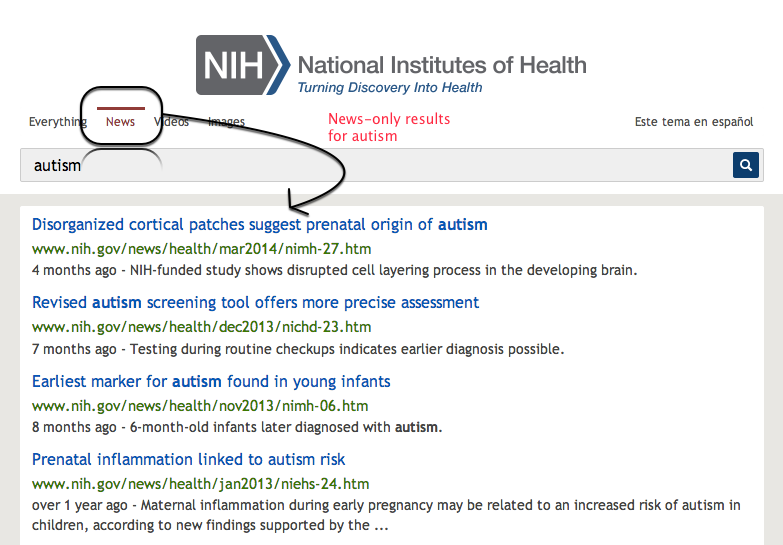 NIH National Institutes of Health
Turning Discovery Into Health
Everything News Videos Images
News-only results
for autism
Este tema en español
autism
Disorganized cortical patches suggest prenatal origin of autism
www.nih.gov/news/health/mar2014/nimh-27.htm
4 months ago - NIH-funded study shows disrupted cell layering process in the developing brain.
Revised autism screening tool offers more precise assessment
www.nih.gov/news/health/dec2013/nichd-23.htm
7 months ago - Testing during routine checkups indicates earlier diagnosis possible.
Earliest marker for autism found in young infants
www.nih.gov/news/health/nov2013/nimh-06.htm
8 months ago - 6-month-old infants later diagnosed with autism.
Prenatal inflammation linked to autism risk
www.nih.gov/news/health/jan2013/niehs-24.htm
over 1 year ago - Maternal inflammation during early pregnancy may be related to an increased risk of autism in
children, according to new findings supported by the ...